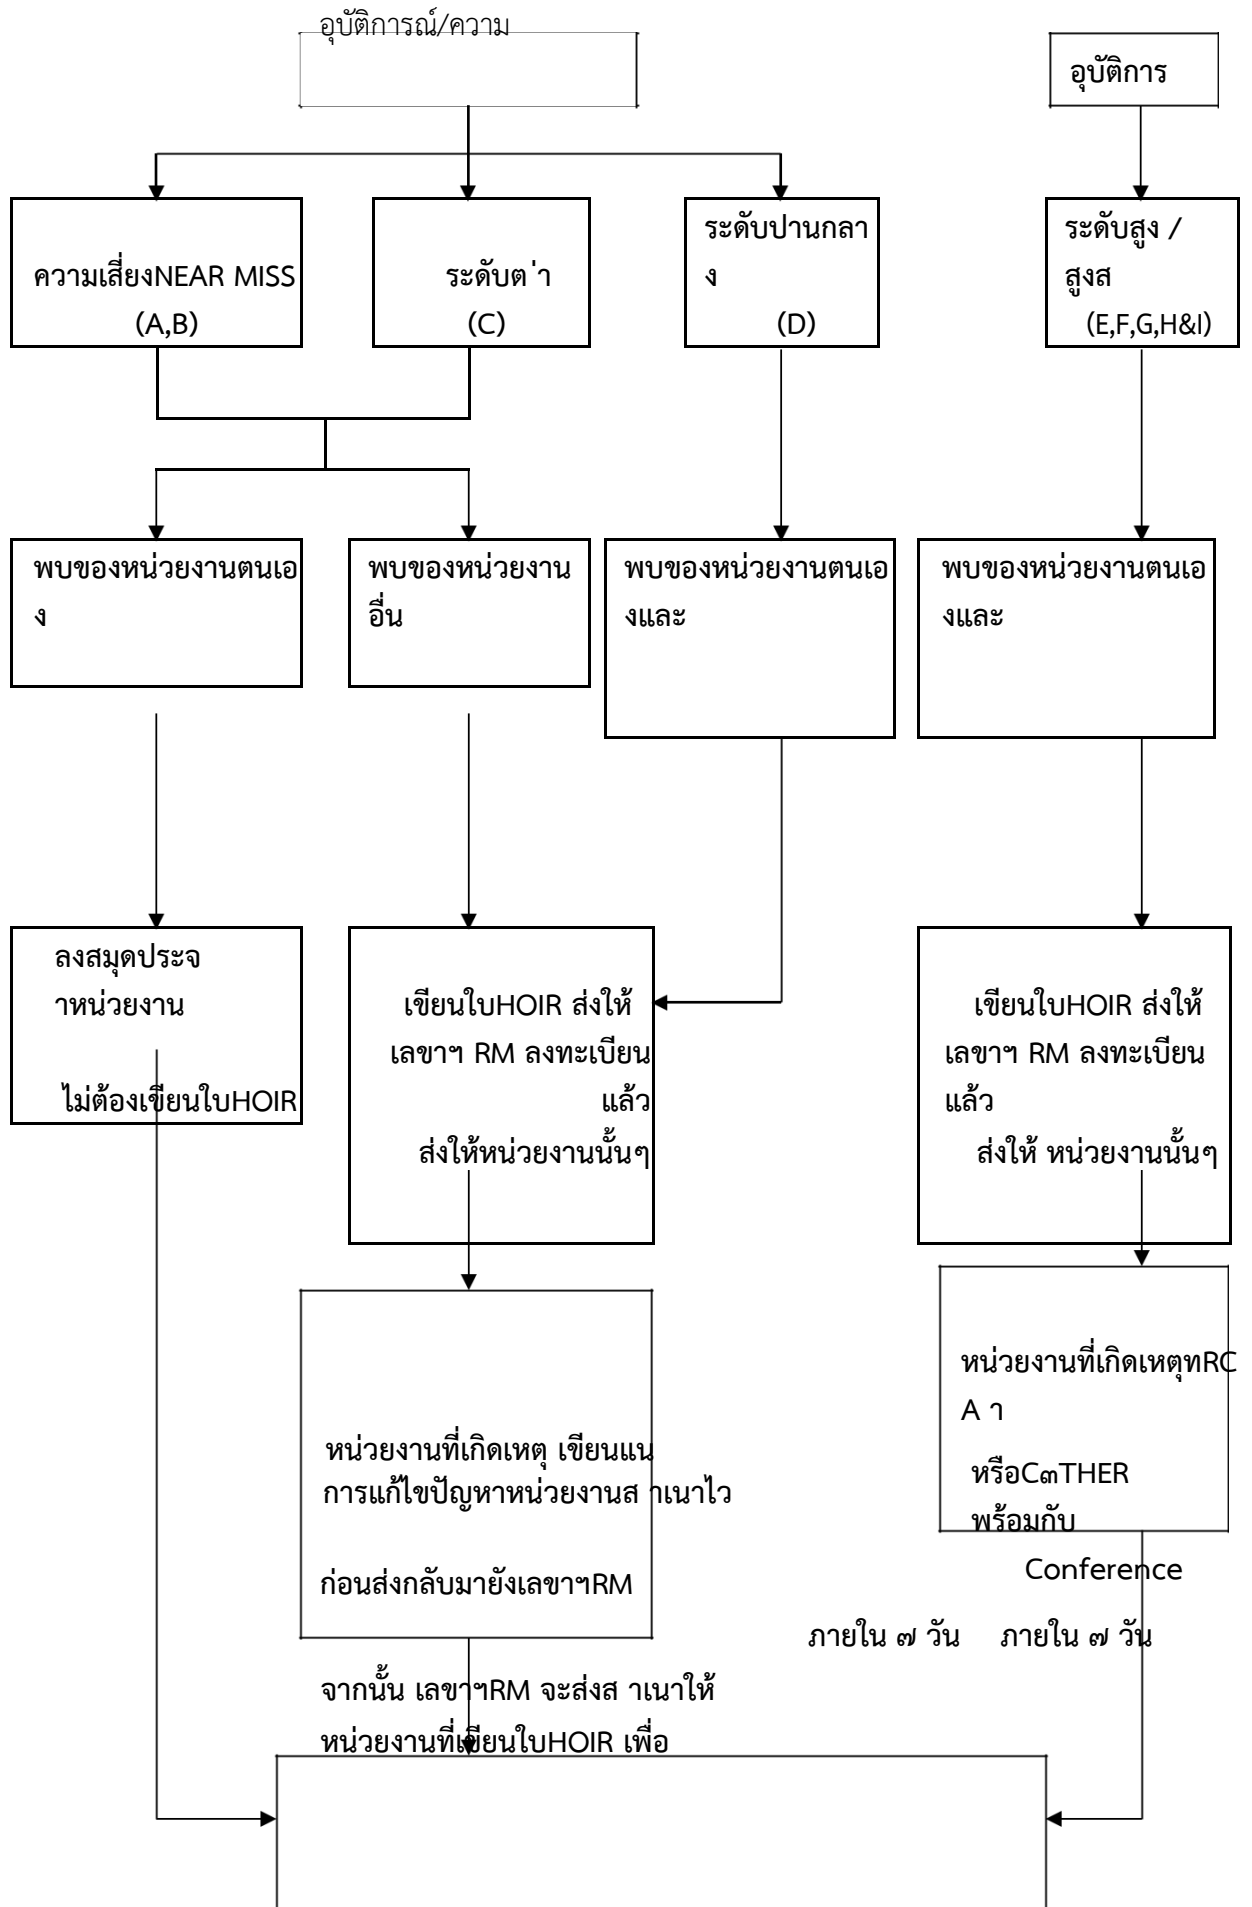 อุบัติการณ์/ความ
อุบัติการ
ความเสี่ยงNEAR MISS
(A,B)
ระดับต ่า
(C)
ระดับปานกลา
ง
(D)
ระดับสูง /
สูงส
(E,F,G,H&I)
พบของหน่วยงานตนเอ
ง
พบของหน่วยงาน
อื่น
พบของหน่วยงานตนเอ
งและ
พบของหน่วยงานตนเอ
งและ
ลงสมุดประจ
าหน่วยงาน
ไม่ต้องเขียนใบHOIR
เขียนใบHOIR ส่งให้
เลขาฯ RM ลงทะเบียน
แล้ว
ส่งให้หน่วยงานนั้นๆ
เขียนใบHOIR ส่งให้
เลขาฯ RM ลงทะเบียน
แล้ว
ส่งให้ หน่วยงานนั้นๆ
หน่วยงานที่เกิดเหตุ เขียนแน
การแก้ไขปัญหาหน่วยงานส าเนาไว
ก่อนส่งกลับมายังเลขาฯRM
หน่วยงานที่เกิดเหตุทRC
A า
หรือC๓THER
พร้อมกับ
Conference
ภายใน ๗ วัน ภายใน ๗ วัน
จากนั้น เลขาฯRM จะส่งส าเนาให้
หน่วยงานที่เขียนใบHOIR เพื่อ